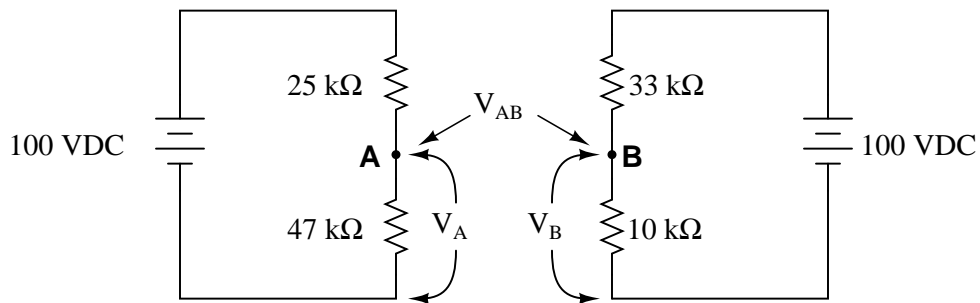 25 kΩ
33 kΩ
V_AB
100 VDC
A
B
100 VDC
47 kΩ
V_A
V_B
10 kΩ